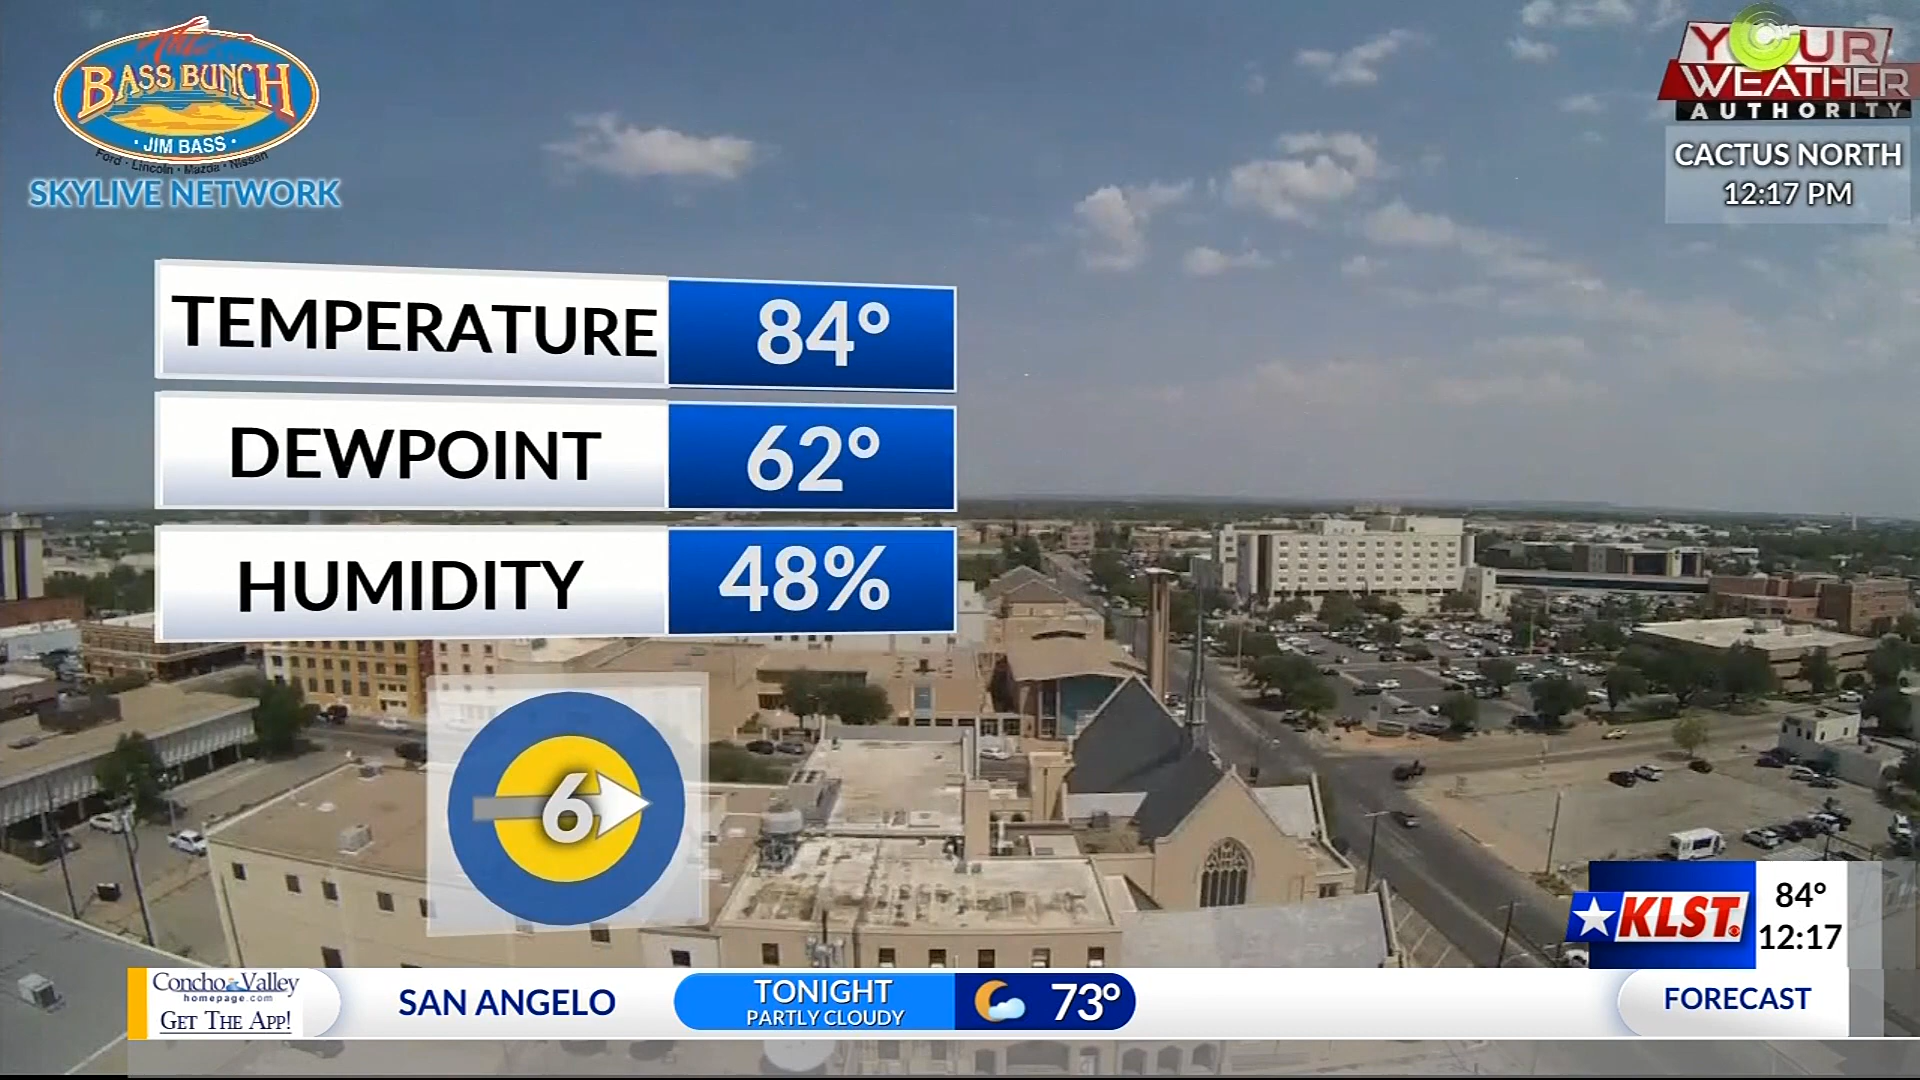 The
BASS BUNCH
· JIM BASS ·
Ford · Lincoln · Mazda · Nissan
SKYLIVE NETWORK
YOUR
WEATHER
AUTHORITY
CACTUS NORTH
12:17 PM
TEMPERATURE 84°
DEWPOINT 62°
HUMIDITY 48%
6
KLST
84°
12:17
Concho Valley
homepage.com
GET THE APP!
SAN ANGELO
TONIGHT
PARTLY CLOUDY
73°
FORECAST